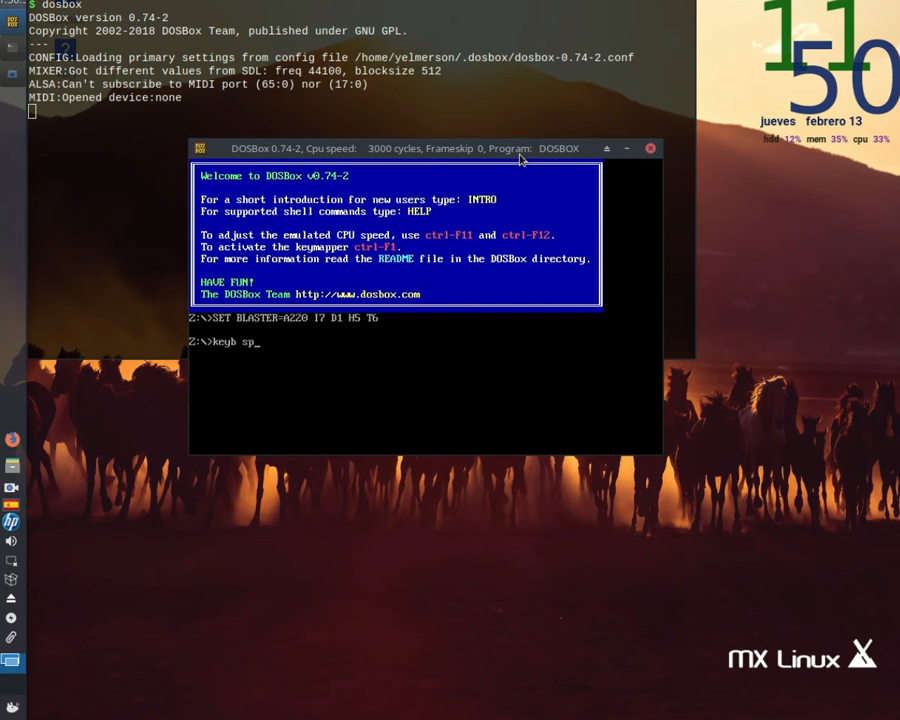 $ dosbox
DOSBox version 0.74-2
Copyright 2002-2018 DOSBox Team, published under GNU GPL.
---
CONFIG:Loading primary settings from config file /home/yelmerson/.dosbox/dosbox-0.74-2.conf
MIXER:Got different values from SDL: freq 44100, blocksize 512
ALSA:Can't subscribe to MIDI port (65:0) nor (17:0)
MIDI:Opened device:none
11
50
jueves febrero 13
hdd 12% mem 35% cpu 33%
DOSBox 0.74-2, Cpu speed: 3000 cycles, Frameskip 0, Program: DOSBOX
Welcome to DOSBox v0.74-2
For a short introduction for new users type: INTRO
For supported shell commands type: HELP
To adjust the emulated CPU speed, use ctrl-F11 and ctrl-F12.
To activate the keymapper ctrl-F1.
For more information read the README file in the DOSBox directory.
HAVE FUN!
The DOSBox Team http://www.dosbox.com
Z:\>SET BLASTER=A220 I7 D1 H5 T6
Z:\>keyb sp_
hp
MX Linux